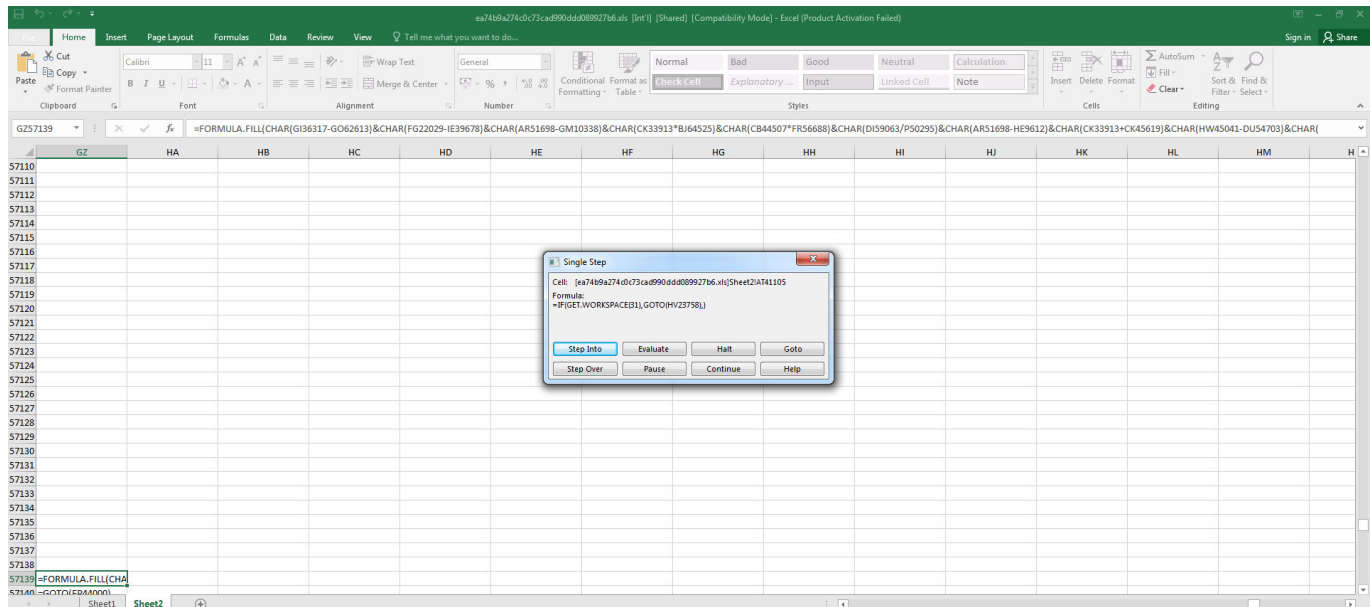 ea74b9a274c0c73cad990ddd089927b6.xls [Int'l] [Shared] [Compatibility Mode] - Excel (Product Activation Failed)
File Home Insert Page Layout Formulas Data Review View Tell me what you want to do... Sign in Share
Cut
Copy
Format Painter
Paste
Clipboard
Calibri 11
B I U
Font
Wrap Text
Merge & Center
Alignment
General
Number
Conditional Formatting
Format as Table
Normal Bad Good Neutral Calculation
Check Cell Explanatory ... Input Linked Cell Note
Styles
Insert Delete Format
Cells
AutoSum
Fill
Clear
Sort & Filter
Find & Select
Editing
GZ57139 fx =FORMULA.FILL(CHAR(GI36317-GO62613)&CHAR(FG22029-IE39678)&CHAR(AR51698-GM10338)&CHAR(CK33913*BJ64525)&CHAR(CB44507*FR56688)&CHAR(DI59063/P50295)&CHAR(AR51698-HE9612)&CHAR(CK33913+CK45619)&CHAR(HW45041-DU54703)&CHAR(
GZ HA HB HC HD HE HF HG HH HI HJ HK HL HM H
57110
57111
57112
57113
57114
57115
57116
57117
57118
57119
57120
57121
57122
57123
57124
57125
57126
57127
57128
57129
57130
57131
57132
57133
57134
57135
57136
57137
57138
57139 =FORMULA.FILL(CHA
57140 =GOTO(FP44000)
Single Step
Cell: [ea74b9a274c0c73cad990ddd089927b6.xls]Sheet2!AT41105
Formula:
=IF(GET.WORKSPACE(31),GOTO(HV23758),)
Step Into Evaluate Halt Goto
Step Over Pause Continue Help
Sheet1 Sheet2